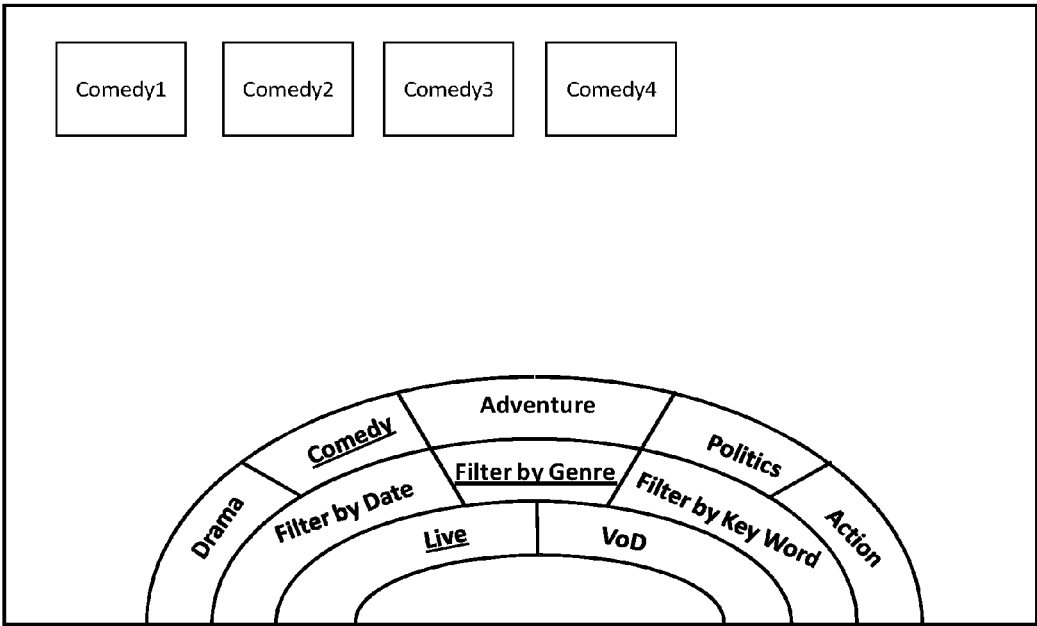 Comedy1
Comedy2
Comedy3
Comedy4
Drama
Comedy
Adventure
Politics
Action
Filter by Date
Filter by Genre
Filter by Key Word
Live
VoD